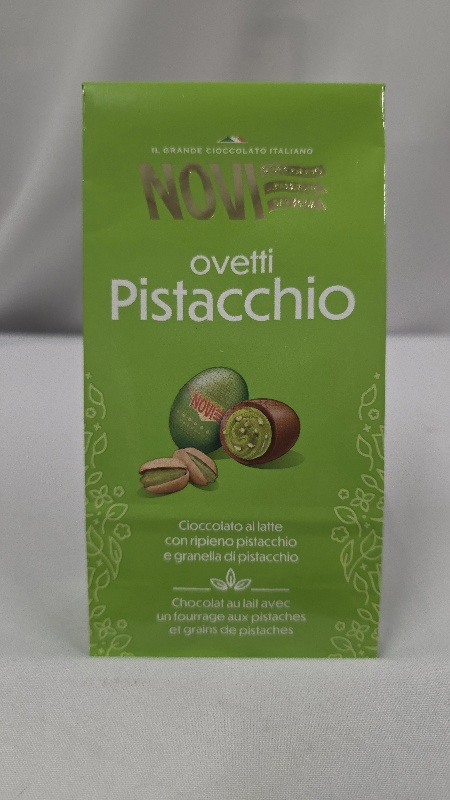 IL GRANDE CIOCCOLATO ITALIANO
NOVI
ovetti
Pistacchio
NOVI
Cioccolato al latte
con ripieno pistacchio
e granella di pistacchio
Chocolat au lait avec
un fourrage aux pistaches
et grains de pistaches